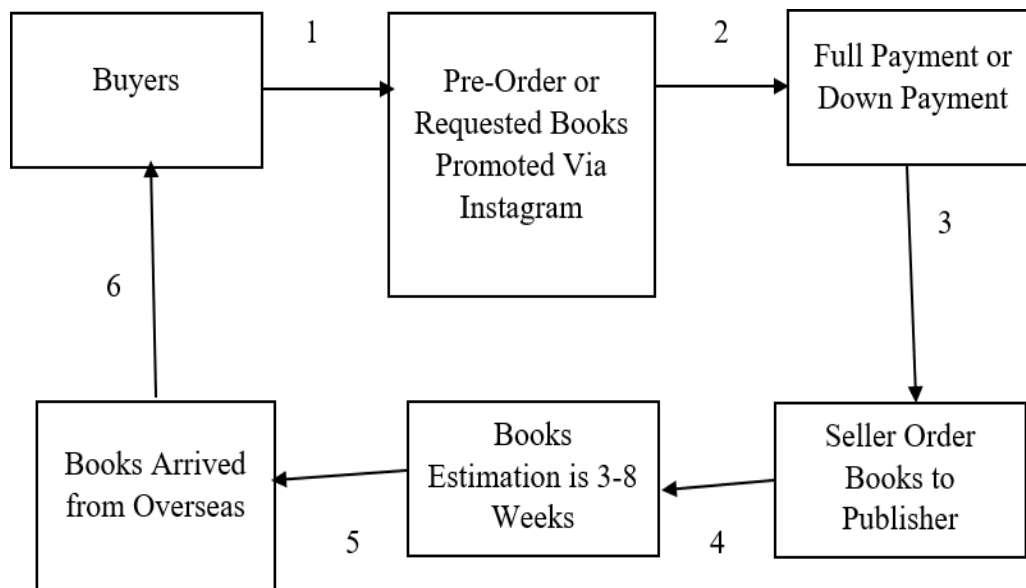 1
2
Buyers
Pre-Order or
Requested Books
Promoted Via
Instagram
Full Payment or
Down Payment
3
6
Books Arrived
from Overseas
Books
Estimation is 3-8
Weeks
Seller Order
Books to
Publisher
5
4